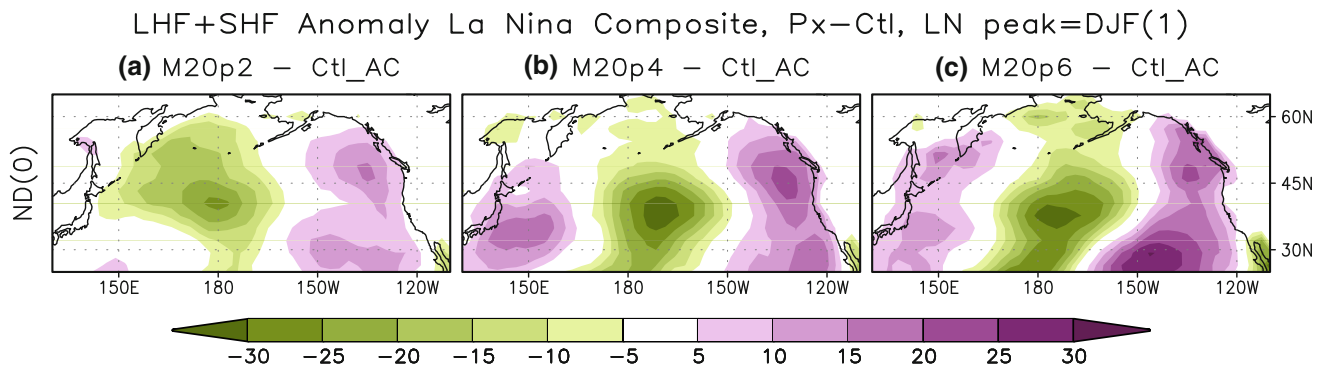 LHF+SHF Anomaly La Nina Composite, Px-Ctl, LN peak=DJF(1)
(a) M20p2 - Ctl_AC (b) M20p4 - Ctl_AC (c) M20p6 - Ctl_AC
ND(0)
60N
45N
30N
150E 180 150W 120W 150E 180 150W 120W 150E 180 150W 120W
-30 -25 -20 -15 -10 -5 5 10 15 20 25 30